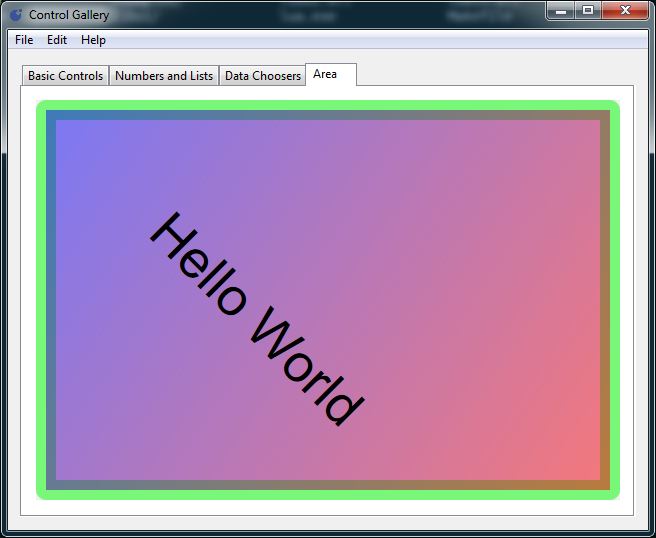 Control Gallery
File Edit Help
Basic Controls Numbers and Lists Data Choosers Area
Hello World